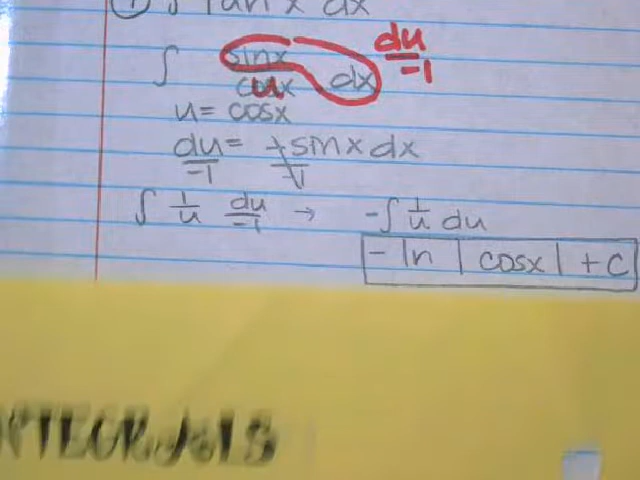 ① ∫ tan x dx
∫ sinx/cosx dx du/-1
u
u = cosx
du/-1 = -sinx dx/-1
∫ 1/u du/-1 → -∫ 1/u du
-ln |cosx| + C